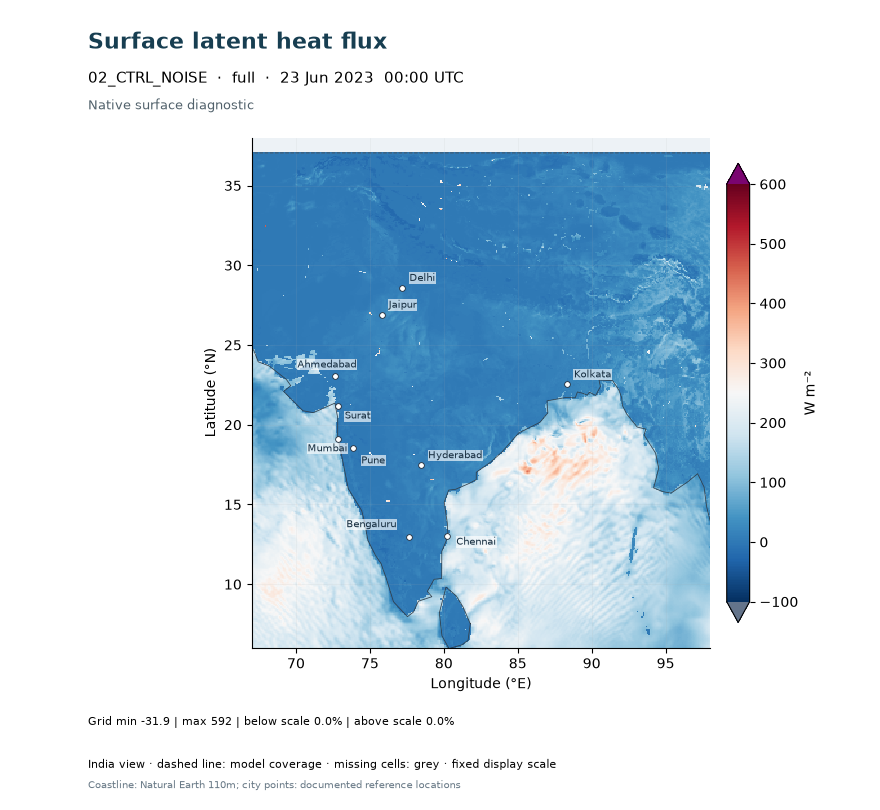 Surface latent heat flux
02_CTRL_NOISE · full · 23 Jun 2023 00:00 UTC
Native surface diagnostic
35
30
25
20
15
10
Latitude (°N)
70
75
80
85
90
95
Longitude (°E)
Delhi
Jaipur
Ahmedabad
Kolkata
Surat
Mumbai
Pune
Hyderabad
Bengaluru
Chennai
600
500
400
300
200
100
0
−100
W m⁻²
Grid min -31.9 | max 592 | below scale 0.0% | above scale 0.0%
India view · dashed line: model coverage · missing cells: grey · fixed display scale
Coastline: Natural Earth 110m; city points: documented reference locations